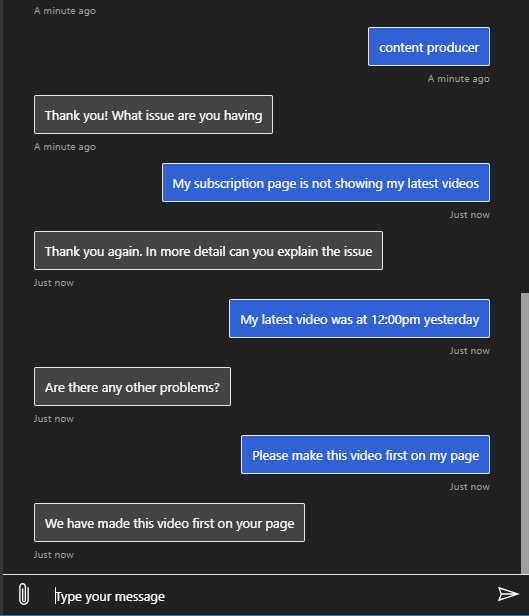 A minute ago
content producer
A minute ago
Thank you! What issue are you having
A minute ago
My subscription page is not showing my latest videos
Just now
Thank you again. In more detail can you explain the issue
Just now
My latest video was at 12:00pm yesterday
Just now
Are there any other problems?
Just now
Please make this video first on my page
Just now
We have made this video first on your page
Just now
Type your message